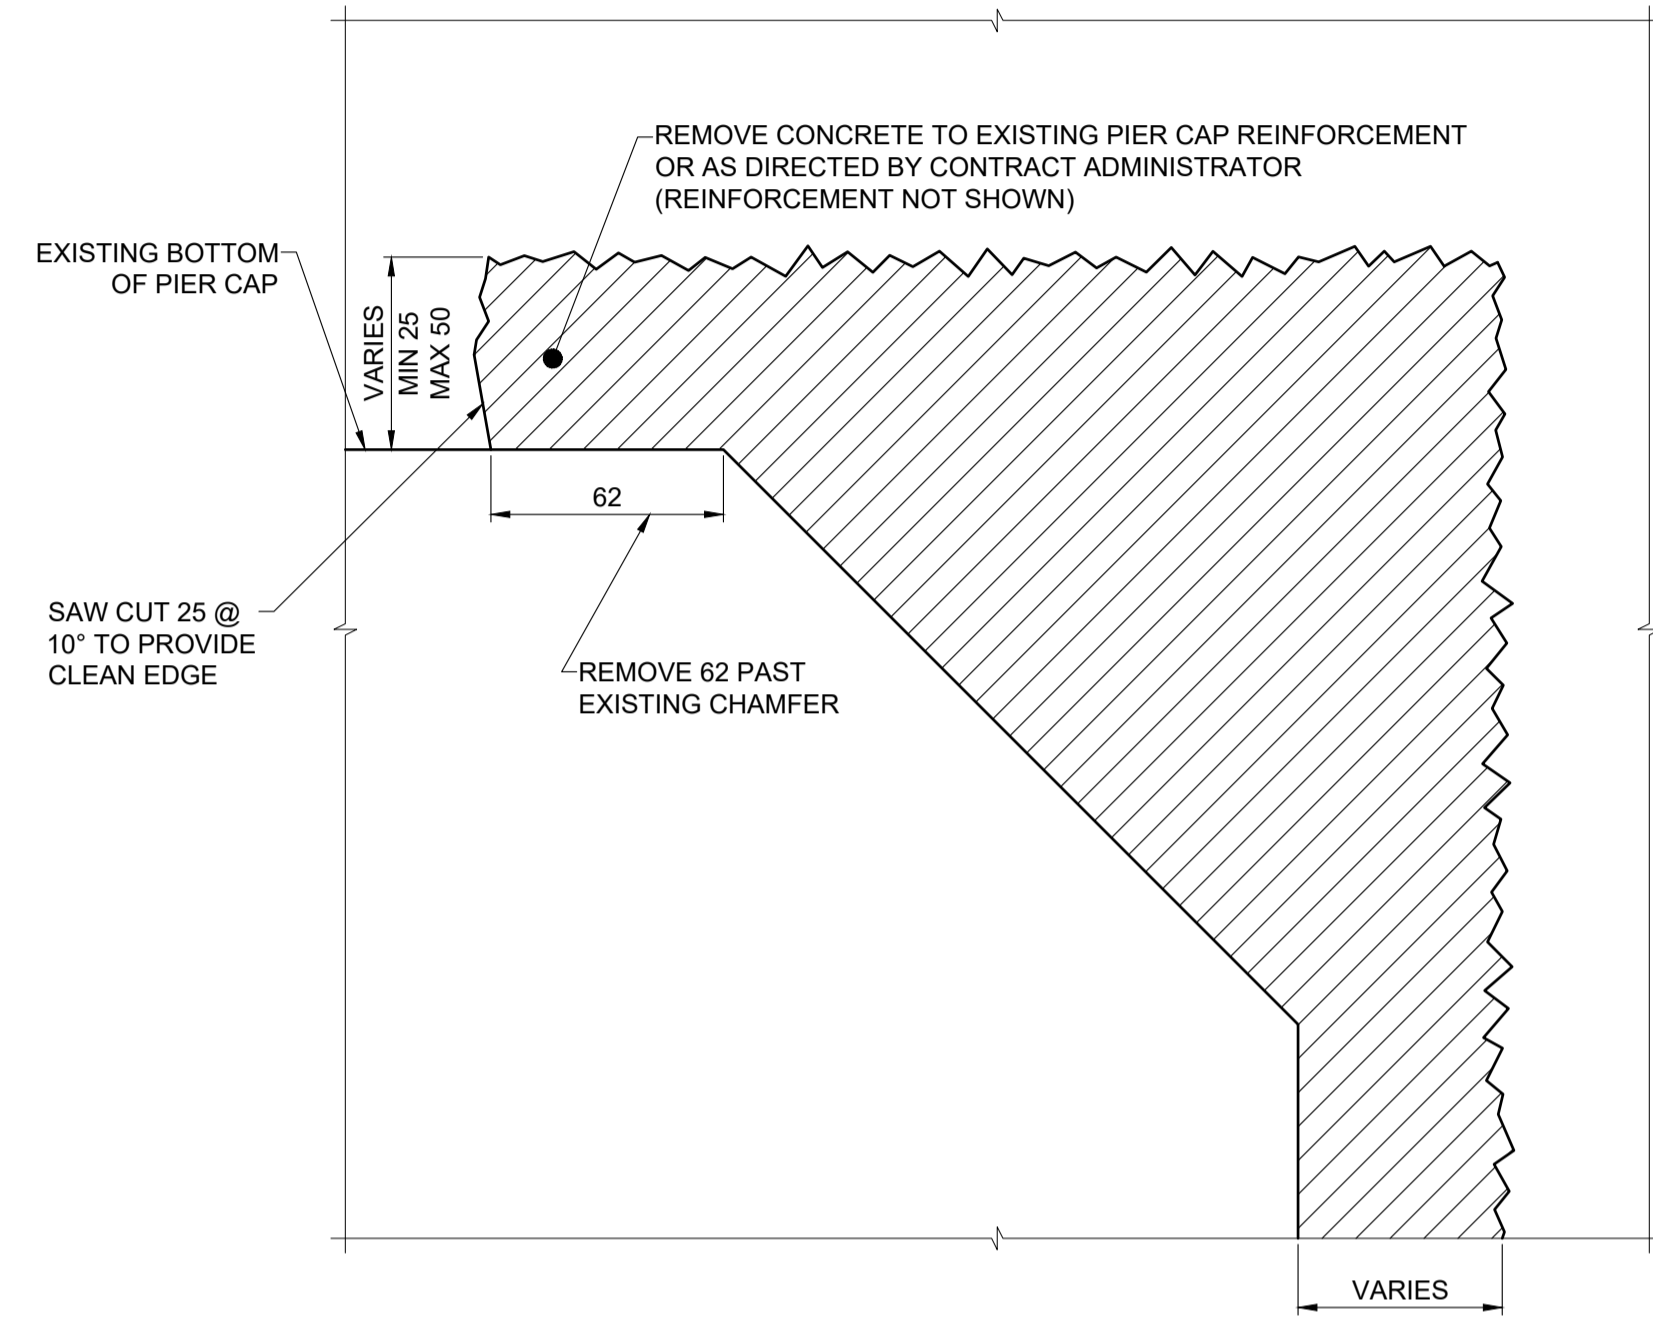 REMOVE CONCRETE TO EXISTING PIER CAP REINFORCEMENT
OR AS DIRECTED BY CONTRACT ADMINISTRATOR
(REINFORCEMENT NOT SHOWN)
EXISTING BOTTOM
OF PIER CAP
VARIES
MIN 25
MAX 50
62
SAW CUT 25 @
10° TO PROVIDE
CLEAN EDGE
REMOVE 62 PAST
EXISTING CHAMFER
VARIES